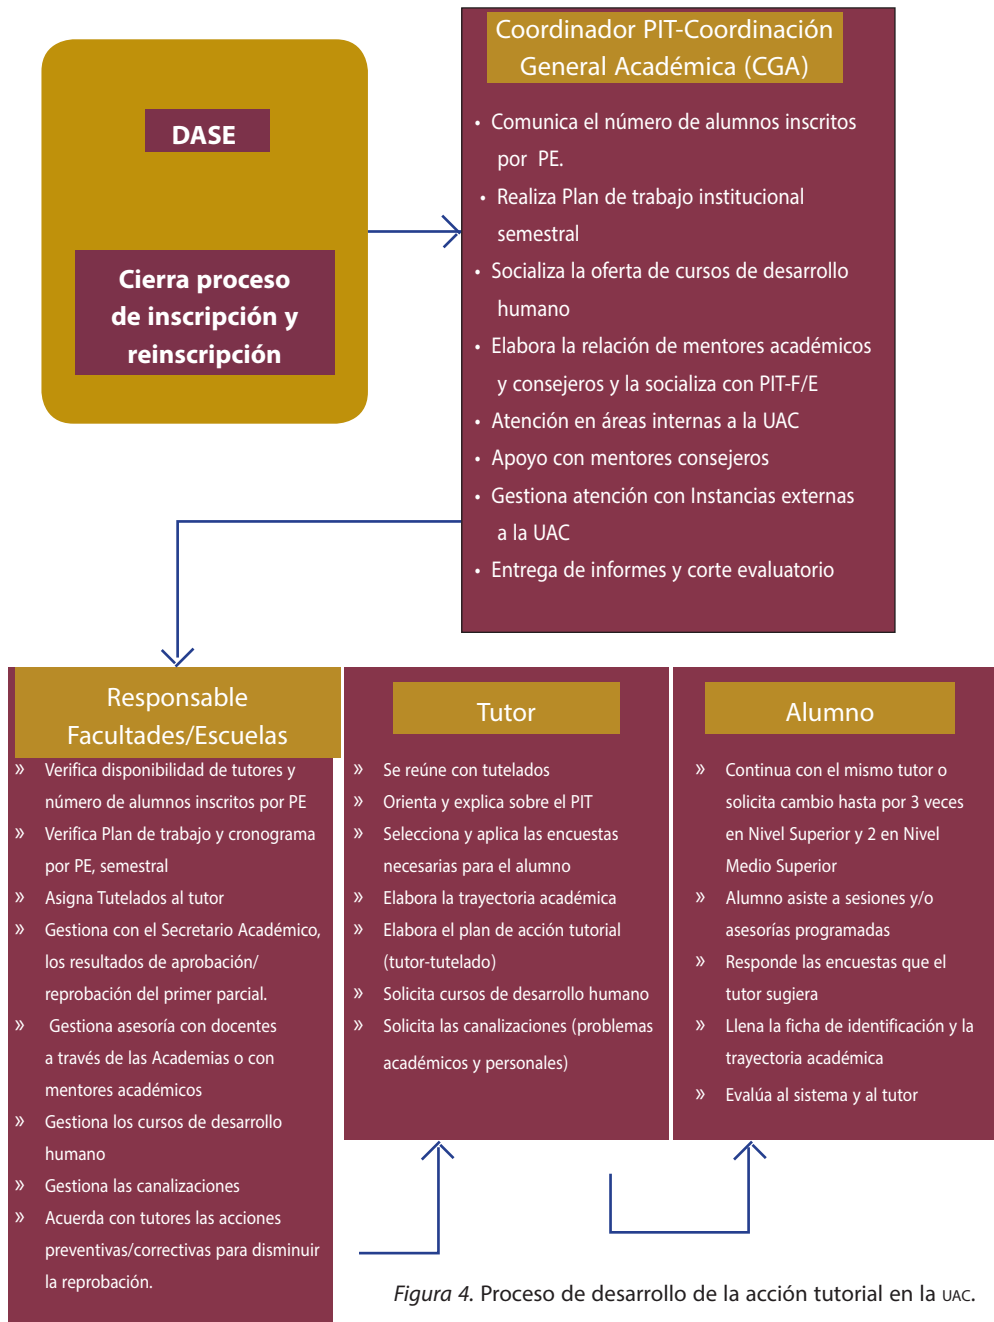 DASE
Cierra proceso
de inscripción y
reinscripción
Coordinador PIT-Coordinación
General Académica (CGA)
• Comunica el número de alumnos inscritos
por PE.
• Realiza Plan de trabajo institucional
semestral
• Socializa la oferta de cursos de desarrollo
humano
• Elabora la relación de mentores académicos
y consejeros y la socializa con PIT-F/E
• Atención en áreas internas a la UAC
• Apoyo con mentores consejeros
• Gestiona atención con Instancias externas
a la UAC
• Entrega de informes y corte evaluatorio
Responsable
Facultades/Escuelas
» Verifica disponibilidad de tutores y
número de alumnos inscritos por PE
» Verifica Plan de trabajo y cronograma
por PE, semestral
» Asigna Tutelados al tutor
» Gestiona con el Secretario Académico,
los resultados de aprobación/
reprobación del primer parcial.
» Gestiona asesoría con docentes
a través de las Academias o con
mentores académicos
» Gestiona los cursos de desarrollo
humano
» Gestiona las canalizaciones
» Acuerda con tutores las acciones
preventivas/correctivas para disminuir
la reprobación.
Tutor
» Se reúne con tutelados
» Orienta y explica sobre el PIT
» Selecciona y aplica las encuestas
necesarias para el alumno
» Elabora la trayectoria académica
» Elabora el plan de acción tutorial
(tutor-tutelado)
» Solicita cursos de desarrollo humano
» Solicita las canalizaciones (problemas
académicos y personales)
Alumno
» Continua con el mismo tutor o
solicita cambio hasta por 3 veces
en Nivel Superior y 2 en Nivel
Medio Superior
» Alumno asiste a sesiones y/o
asesorías programadas
» Responde las encuestas que el
tutor sugiera
» Llena la ficha de identificación y la
trayectoria académica
» Evalúa al sistema y al tutor
Figura 4. Proceso de desarrollo de la acción tutorial en la UAC.